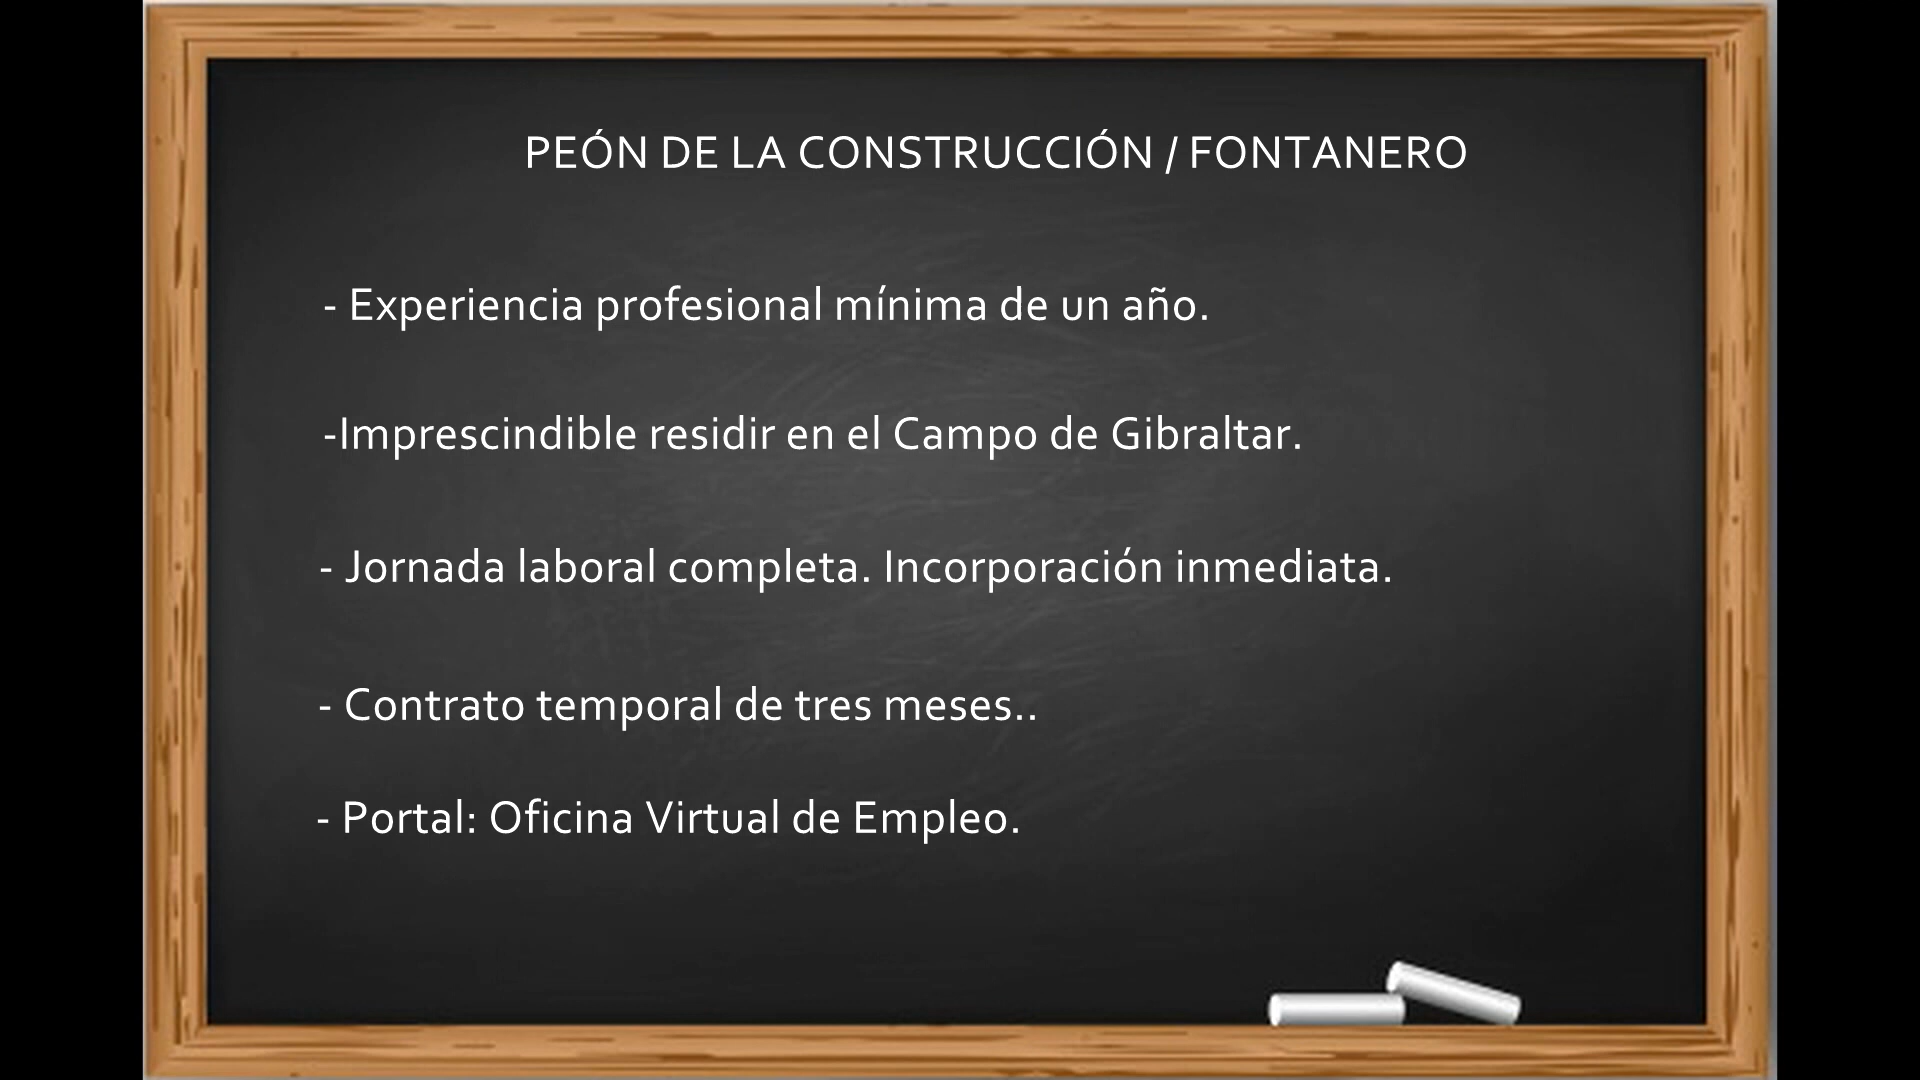 PEÓN DE LA CONSTRUCCIÓN / FONTANERO
- Experiencia profesional mínima de un año.
-Imprescindible residir en el Campo de Gibraltar.
- Jornada laboral completa. Incorporación inmediata.
- Contrato temporal de tres meses..
- Portal: Oficina Virtual de Empleo.